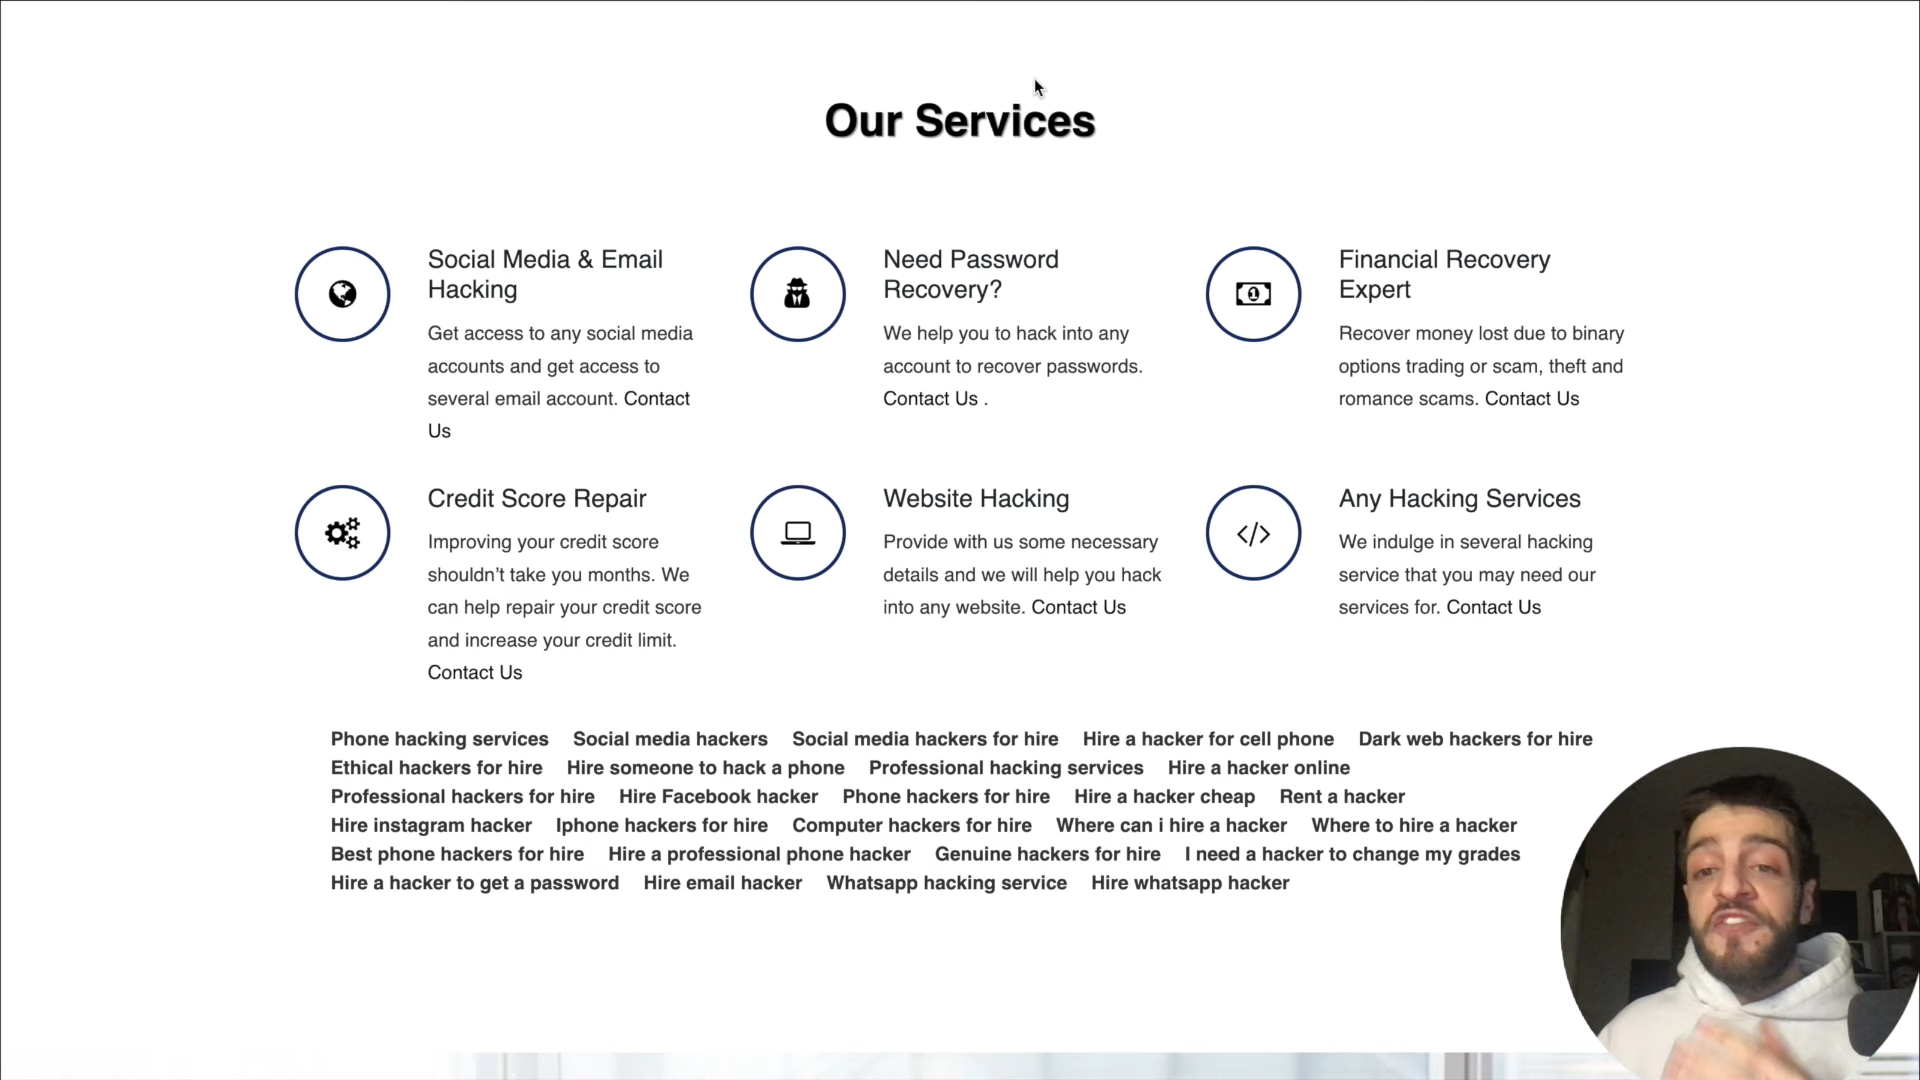 Our Services
Social Media & Email
Hacking
Get access to any social media
accounts and get access to
several email account. Contact
Us
Need Password
Recovery?
We help you to hack into any
account to recover passwords.
Contact Us .
Financial Recovery
Expert
Recover money lost due to binary
options trading or scam, theft and
romance scams. Contact Us
Credit Score Repair
Improving your credit score
shouldn’t take you months. We
can help repair your credit score
and increase your credit limit.
Contact Us
Website Hacking
Provide with us some necessary
details and we will help you hack
into any website. Contact Us
Any Hacking Services
We indulge in several hacking
service that you may need our
services for. Contact Us
Phone hacking services Social media hackers Social media hackers for hire Hire a hacker for cell phone Dark web hackers for hire
Ethical hackers for hire Hire someone to hack a phone Professional hacking services Hire a hacker online
Professional hackers for hire Hire Facebook hacker Phone hackers for hire Hire a hacker cheap Rent a hacker
Hire instagram hacker Iphone hackers for hire Computer hackers for hire Where can i hire a hacker Where to hire a hacker
Best phone hackers for hire Hire a professional phone hacker Genuine hackers for hire I need a hacker to change my grades
Hire a hacker to get a password Hire email hacker Whatsapp hacking service Hire whatsapp hacker